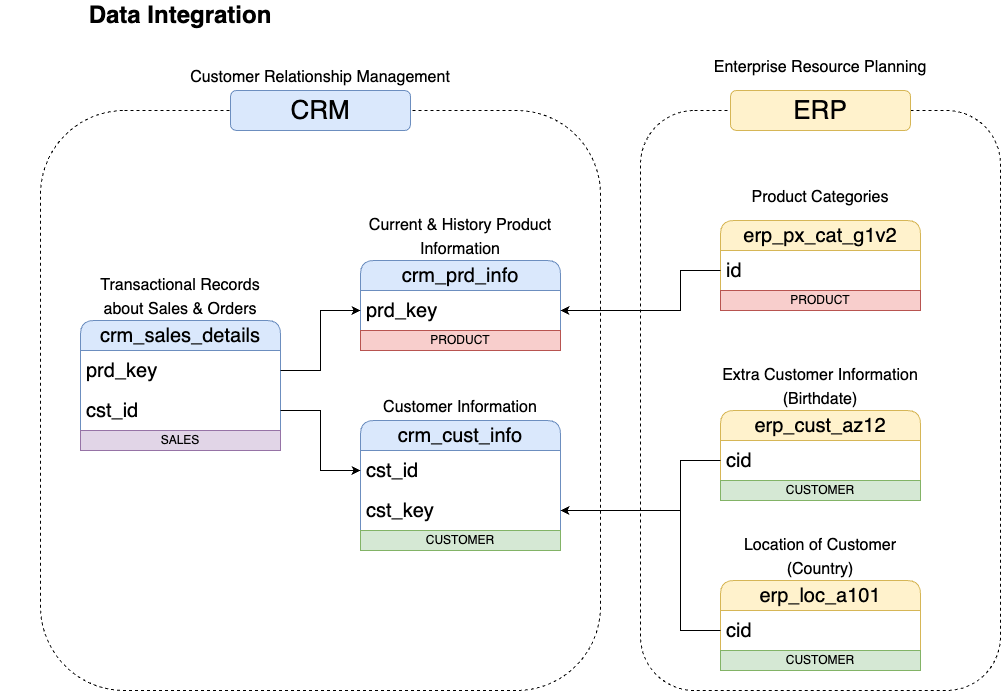 Data Integration
Customer Relationship Management
CRM
Enterprise Resource Planning
ERP
Transactional Records
about Sales & Orders
crm_sales_details
prd_key
cst_id
SALES
Current & History Product
Information
crm_prd_info
prd_key
PRODUCT
Customer Information
crm_cust_info
cst_id
cst_key
CUSTOMER
Product Categories
erp_px_cat_g1v2
id
PRODUCT
Extra Customer Information
(Birthdate)
erp_cust_az12
cid
CUSTOMER
Location of Customer
(Country)
erp_loc_a101
cid
CUSTOMER